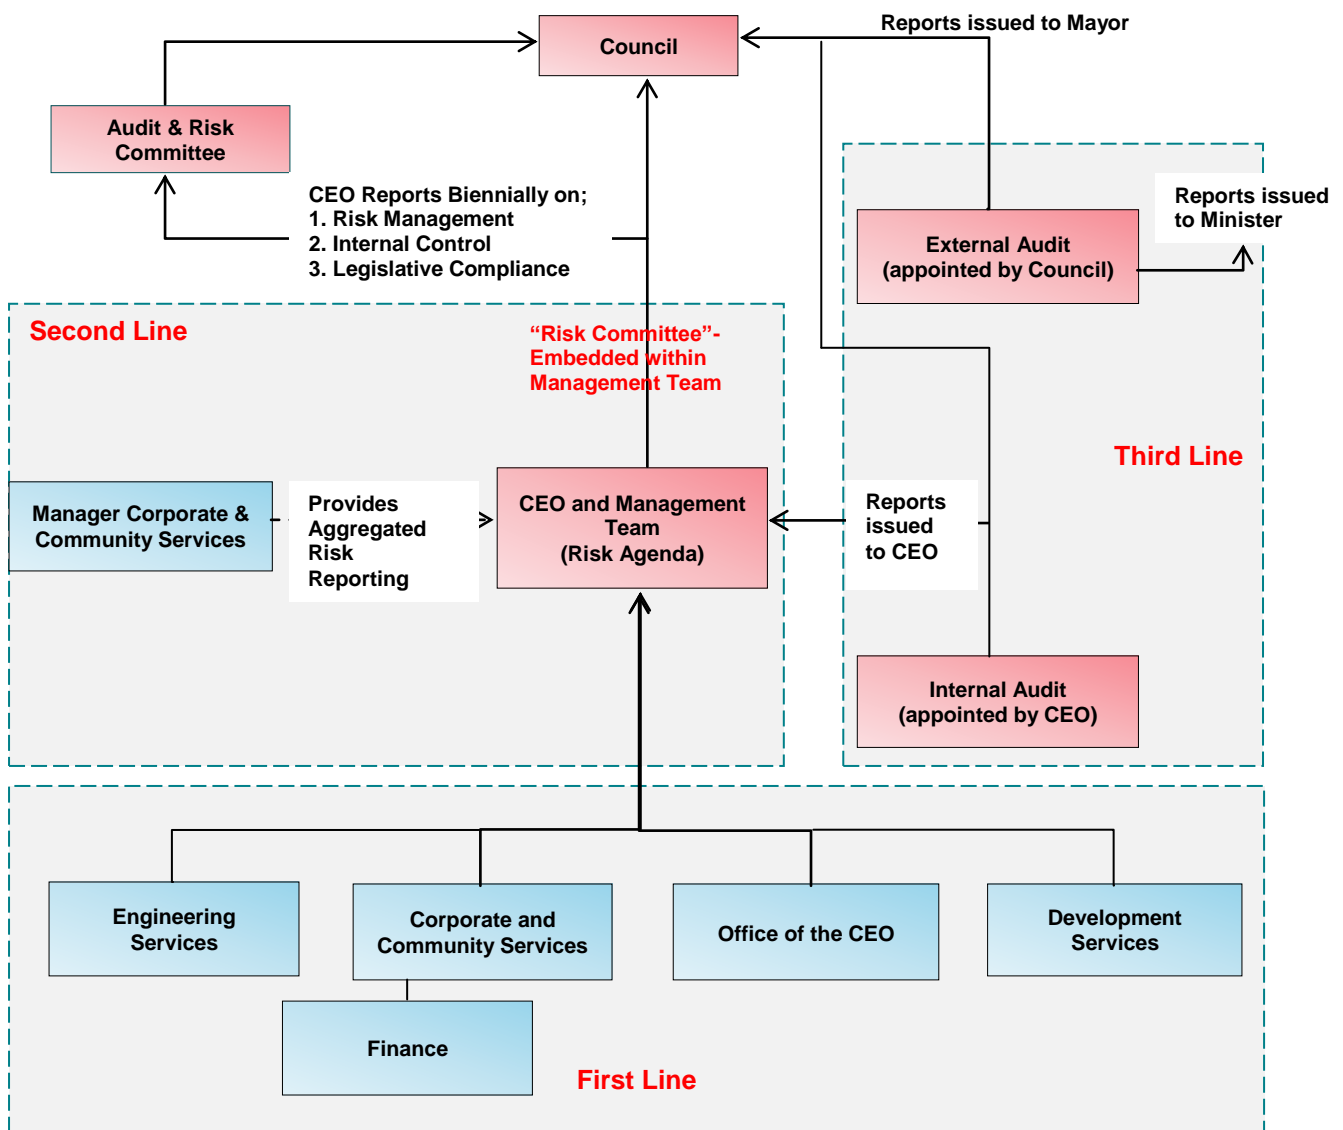 Reports issued to Mayor
Council
Audit & Risk
Committee
CEO Reports Biennially on;
1. Risk Management
2. Internal Control
3. Legislative Compliance
Reports issued
to Minister
External Audit
(appointed by Council)
Second Line
“Risk Committee”-
Embedded within
Management Team
Third Line
Manager Corporate &
Community Services
Provides
Aggregated
Risk
Reporting
CEO and Management
Team
(Risk Agenda)
Reports
issued
to CEO
Internal Audit
(appointed by CEO)
Engineering
Services
Corporate and
Community Services
Office of the CEO
Development
Services
Finance
First Line